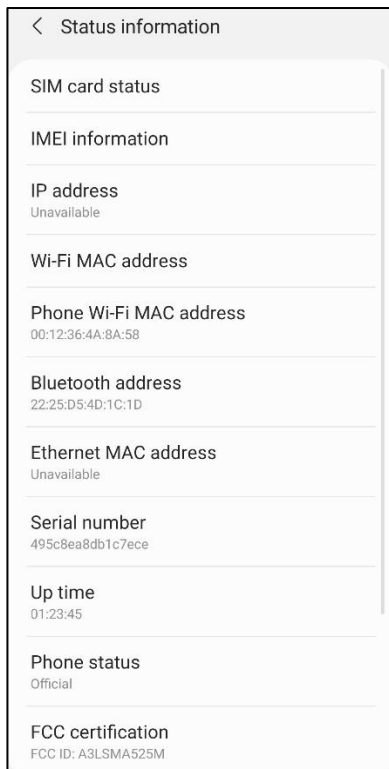 Status information
SIM card status
IMEI information
IP address
Unavailable
Wi-Fi MAC address
Phone Wi-Fi MAC address
00:12:36:4A:8A:58
Bluetooth address
22:25:D5:4D:1C:1D
Ethernet MAC address
Unavailable
Serial number
495c8ea8db1c7ece
Up time
01:23:45
Phone status
Official
FCC certification
FCC ID: A3LSMA525M